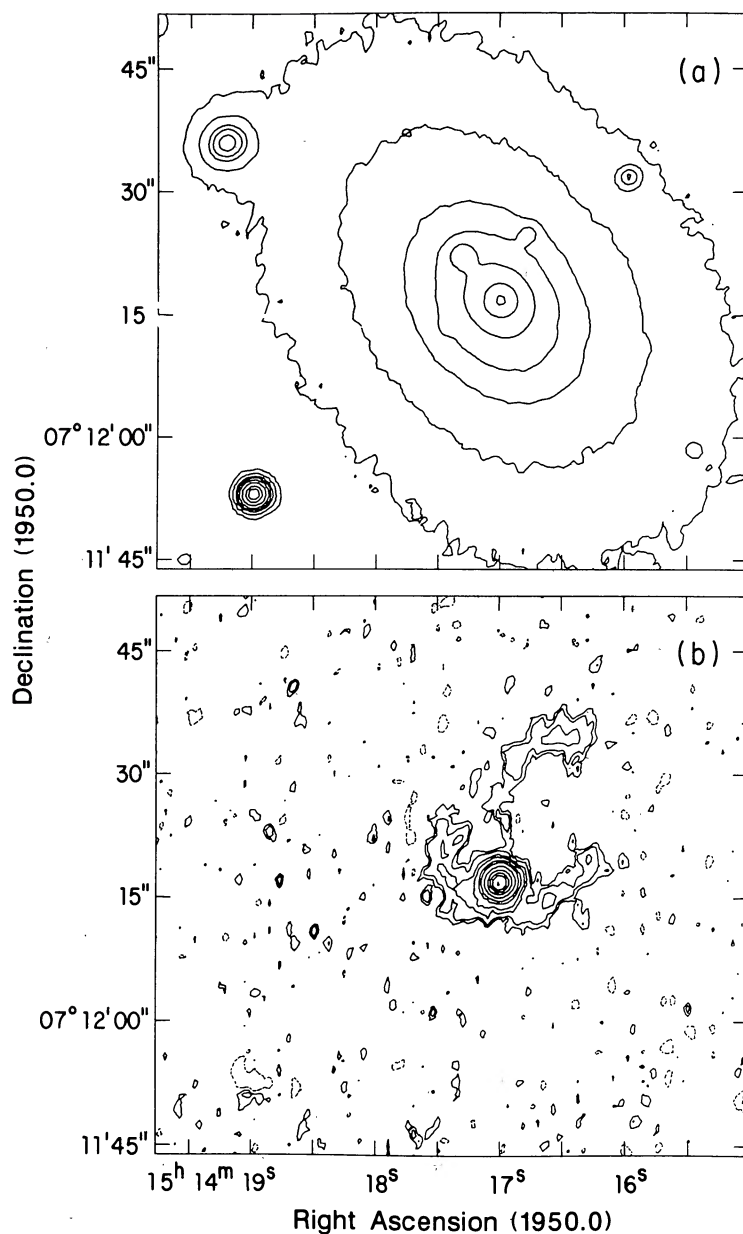 (a)
45"
30"
15
07° 12' 00"
11' 45"
(b)
45"
30"
15"
07° 12' 00"
11' 45"
15h 14m 19s
18s
17s
16s
Declination (1950.0)
Right Ascension (1950.0)